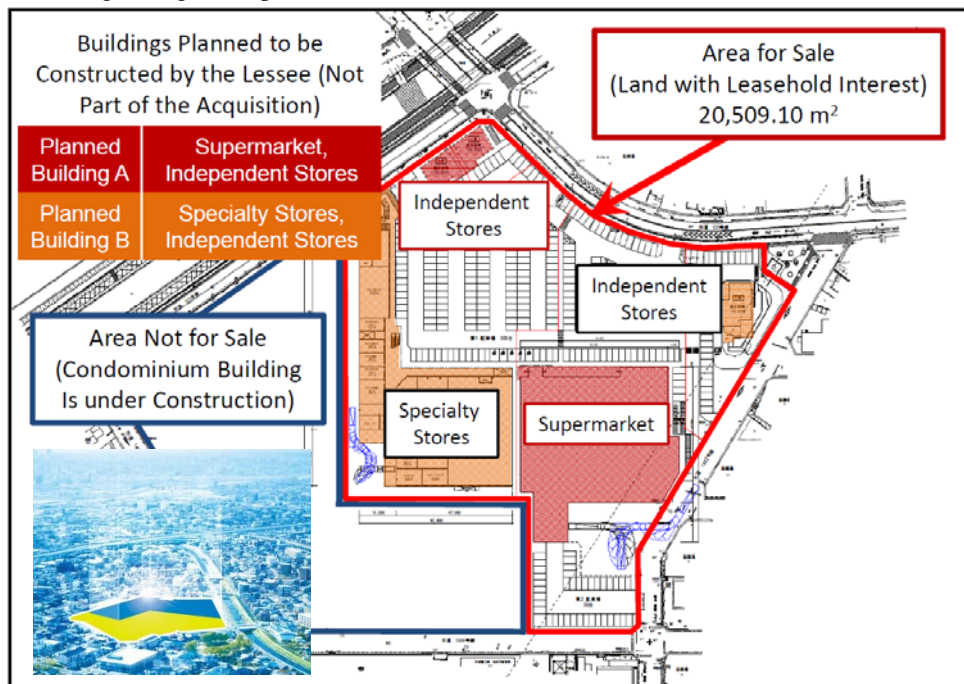 Buildings Planned to be
Constructed by the Lessee (Not
Part of the Acquisition)
Planned
Building A
Supermarket,
Independent Stores
Planned
Building B
Specialty Stores,
Independent Stores
Area for Sale
(Land with Leasehold Interest)
20,509.10 m²
Independent
Stores
Independent
Stores
Area Not for Sale
(Condominium Building
Is under Construction)
Specialty
Stores
Supermarket